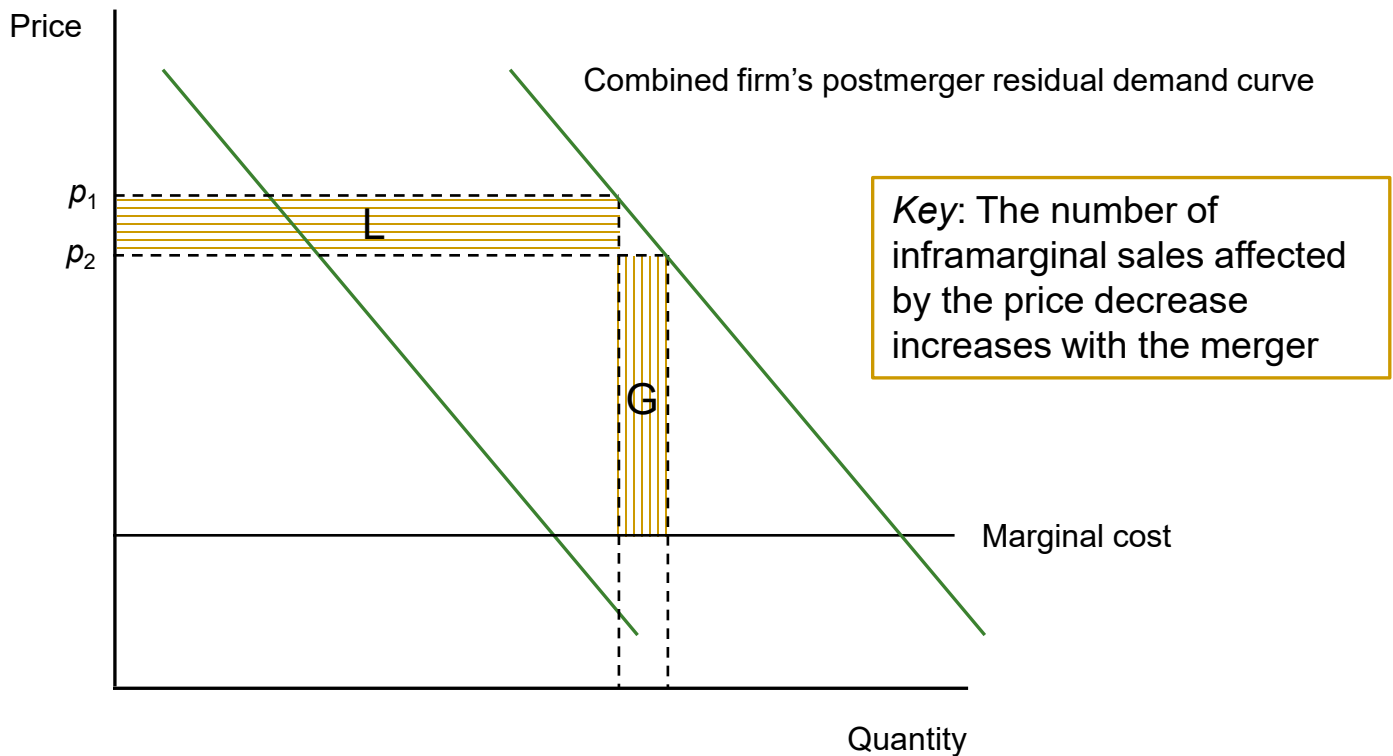 Price
Combined firm's postmerger residual demand curve
p₁
L
p₂
Key: The number of
inframarginal sales affected
by the price decrease
increases with the merger
G
Marginal cost
Quantity